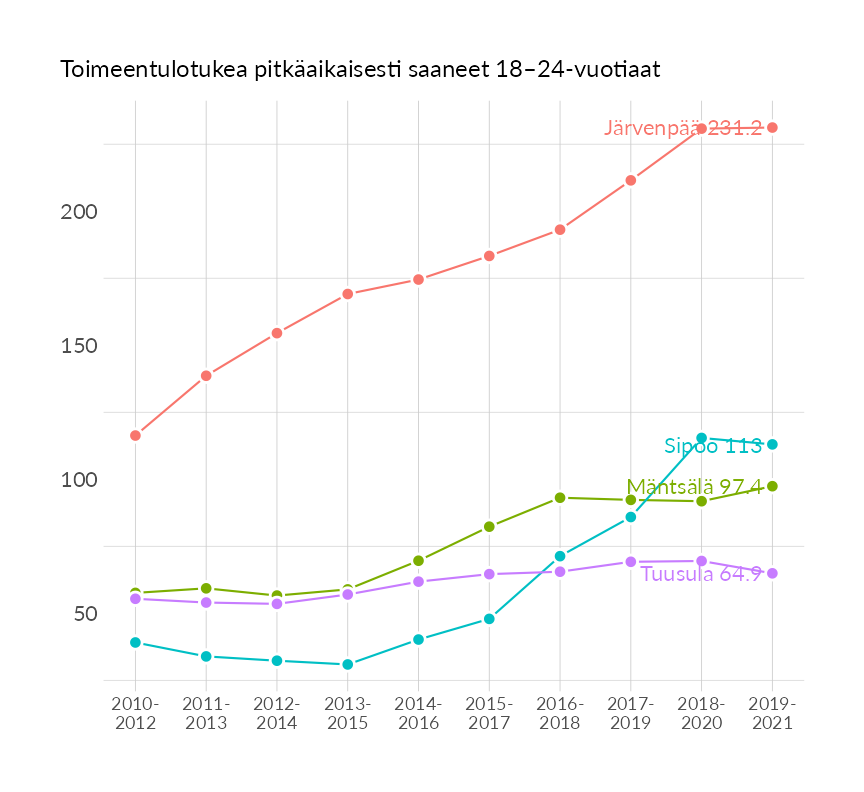 Toimeentulotukea pitkäaikaisesti saaneet 18–24-vuotiaat
Järvenpää 231.2
200
150
Sipoo 113
100
Mäntsälä 97.4
Tuusula 64.9
50
2010- 2011- 2012- 2013- 2014- 2015- 2016- 2017- 2018- 2019-
2012 2013 2014 2015 2016 2017 2018 2019 2020 2021